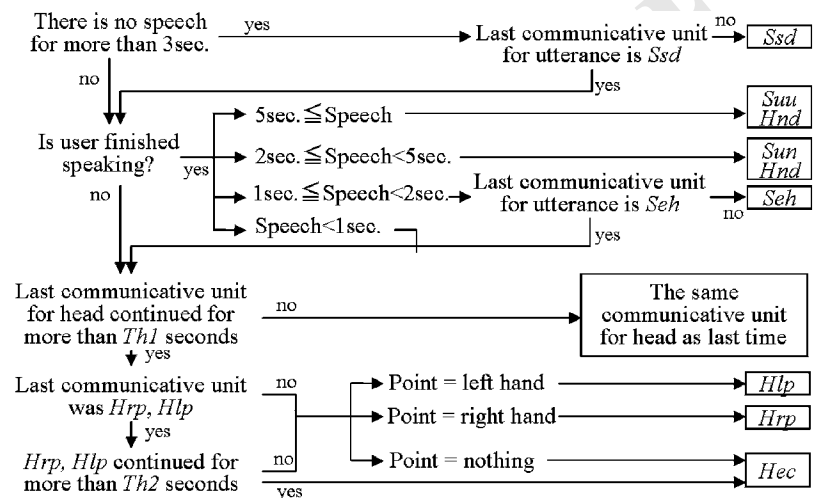 There is no speech
for more than 3sec.
yes
Last communicative unit
for utterance is Ssd
no
Ssd
no
yes
Is user finished
speaking?
yes
no
5sec.≦Speech
Suu
Hnd
2sec.≦Speech<5sec.
Sun
Hnd
1sec.≦Speech<2sec.
Last communicative unit
for utterance is Seh
no
Seh
Speech<1sec.
yes
Last communicative unit
for head continued for
more than Th1 seconds
no
The same
communicative unit
for head as last time
yes
Last communicative unit
was Hrp, Hlp
no
Point = left hand
Hlp
Point = right hand
Hrp
yes
Hrp, Hlp continued for
more than Th2 seconds
no
Point = nothing
Hec
yes